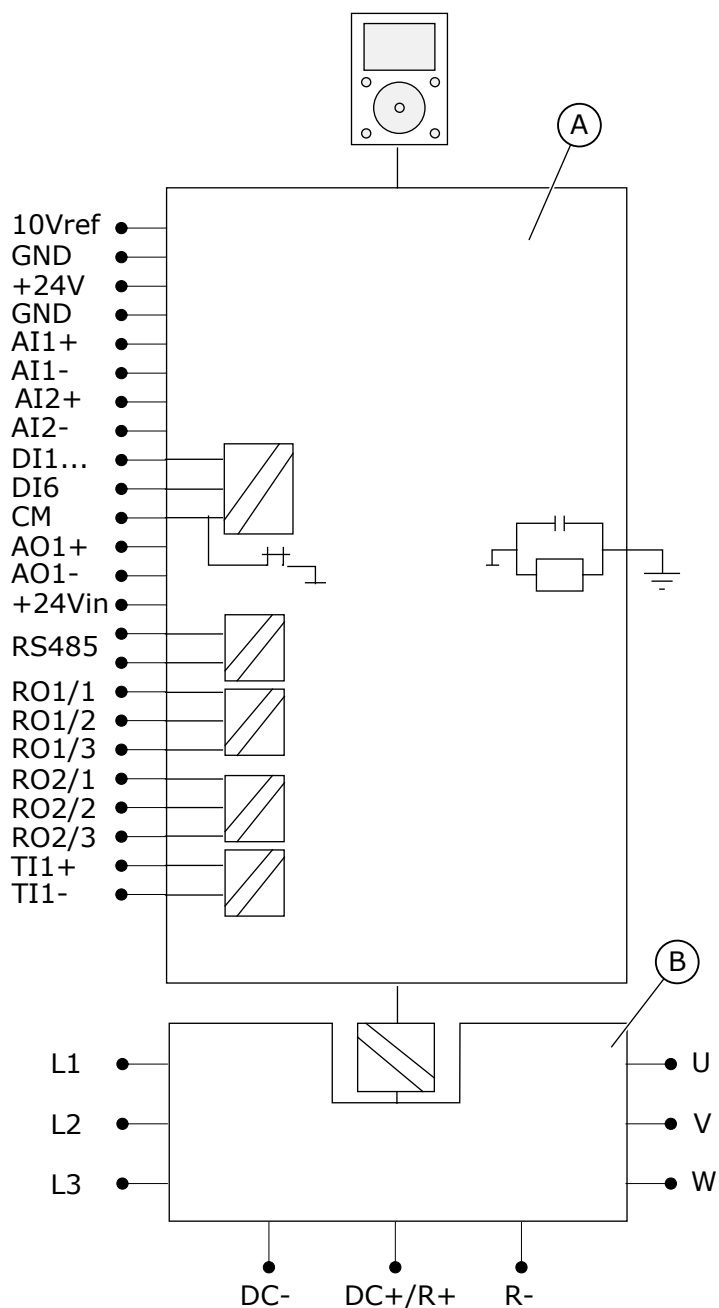 A
10Vref
GND
+24V
GND
AI1+
AI1-
AI2+
AI2-
DI1...
DI6
CM
AO1+
AO1-
+24Vin
RS485
RO1/1
RO1/2
RO1/3
RO2/1
RO2/2
RO2/3
TI1+
TI1-
B
L1
U
L2
V
L3
W
DC-
DC+/R+
R-